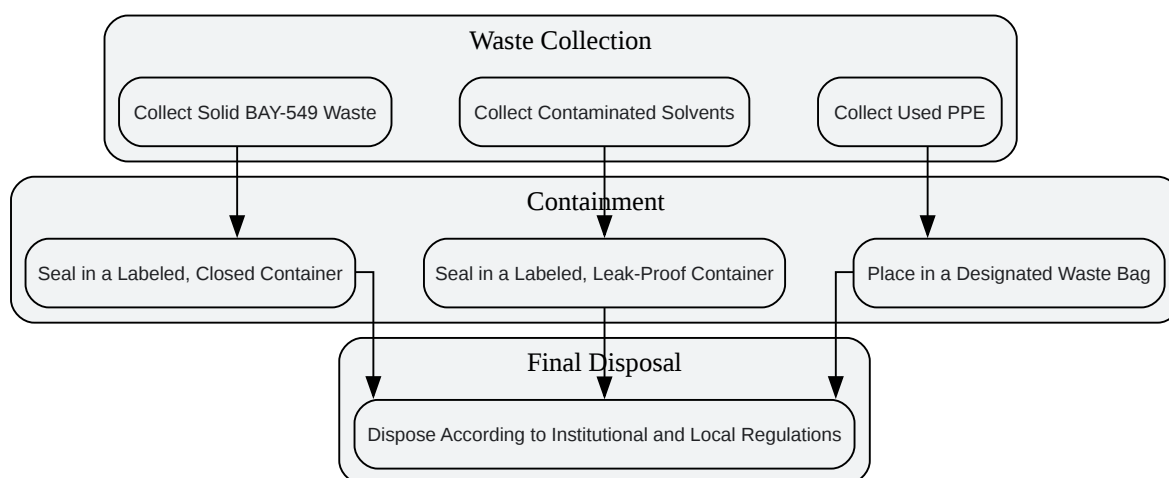 Waste Collection
Collect Solid BAY-549 Waste
Collect Contaminated Solvents
Collect Used PPE
Containment
Seal in a Labeled, Closed Container
Seal in a Labeled, Leak-Proof Container
Place in a Designated Waste Bag
Final Disposal
Dispose According to Institutional and Local Regulations